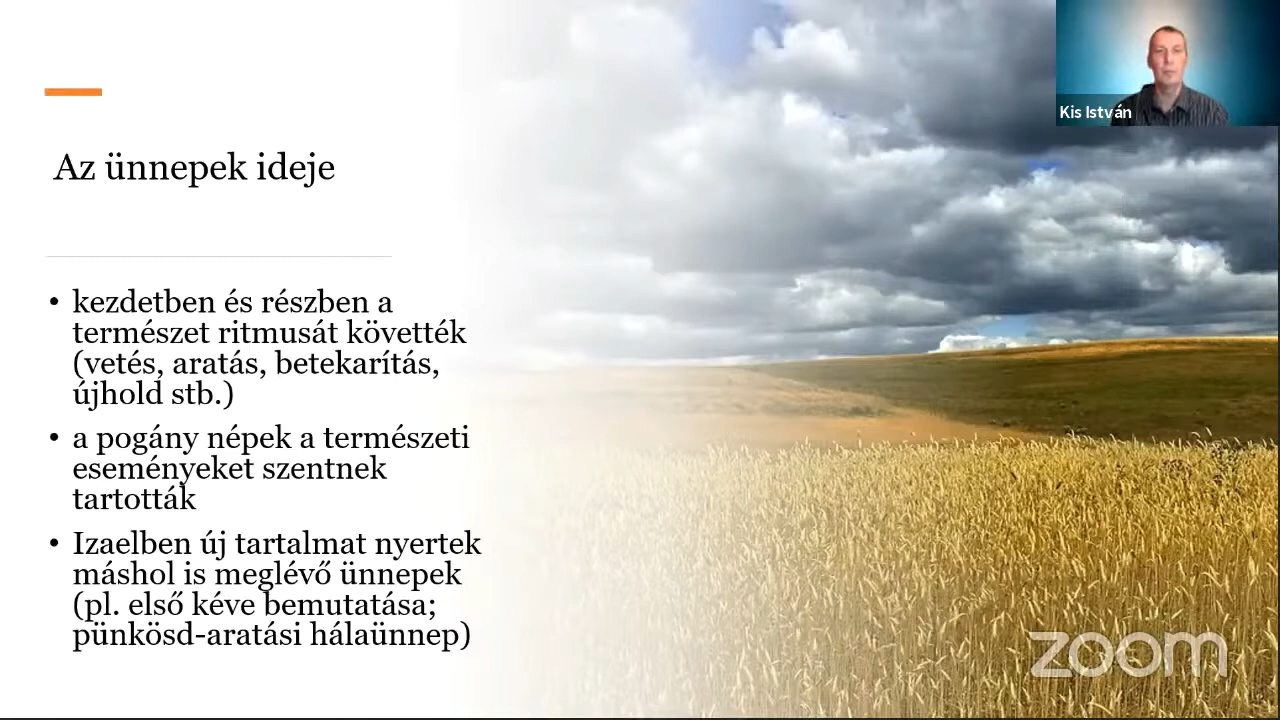 Kis István
Az ünnepek ideje
• kezdetben és részben a
természet ritmusát követték
(vetés, aratás, betekarítás,
újhold stb.)
• a pogány népek a természeti
eseményeket szentnek
tartották
• Izaelben új tartalmat nyertek
máshol is meglévő ünnepek
(pl. első kéve bemutatása;
pünkösd-aratási hálaünnep)
zoom